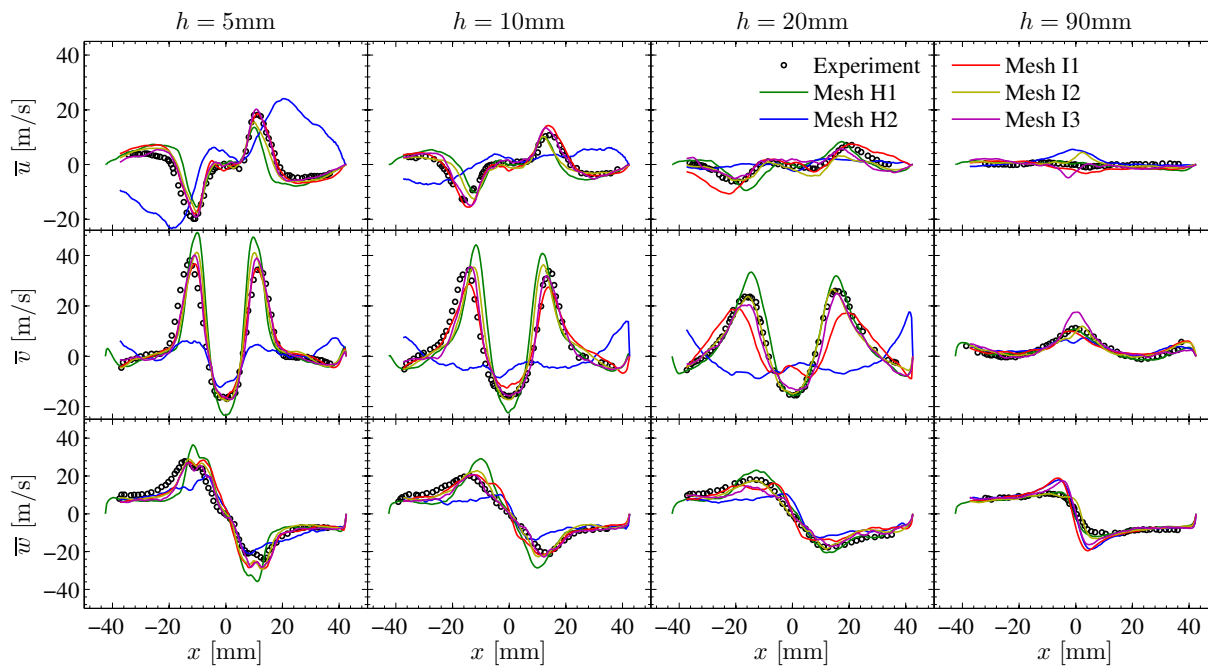 h = 5mm h = 10mm h = 20mm h = 90mm
40
20
0
−20
u̅ [m/s]
Experiment
Mesh H1
Mesh H2
Mesh I1
Mesh I2
Mesh I3
40
20
0
−20
v̅ [m/s]
40
20
0
−20
−40
w̅ [m/s]
−40 −20 0 20 40 −40 −20 0 20 40 −40 −20 0 20 40 −40 −20 0 20 40
x [mm] x [mm] x [mm] x [mm]